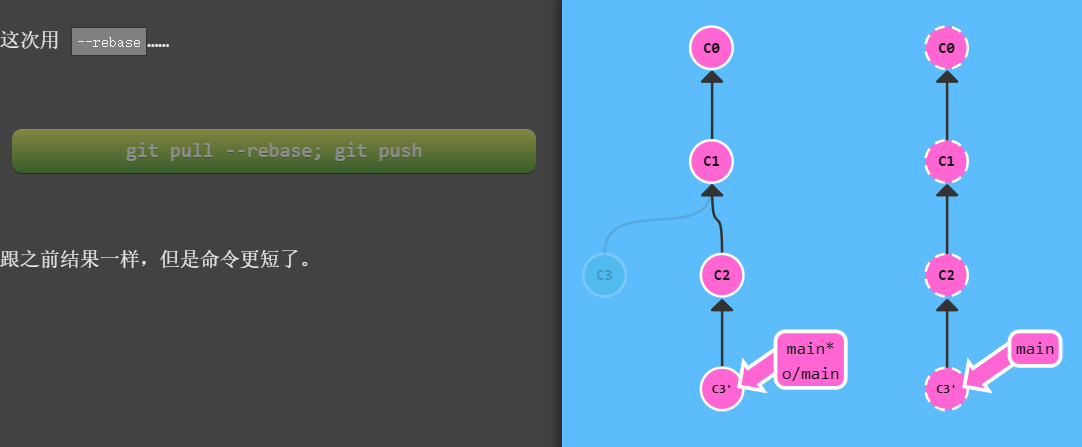 这次用 --rebase……
git pull --rebase; git push
跟之前结果一样，但是命令更短了。
C0
C1
C3
C2
C3'
main*
o/main
C0
C1
C2
C3'
main